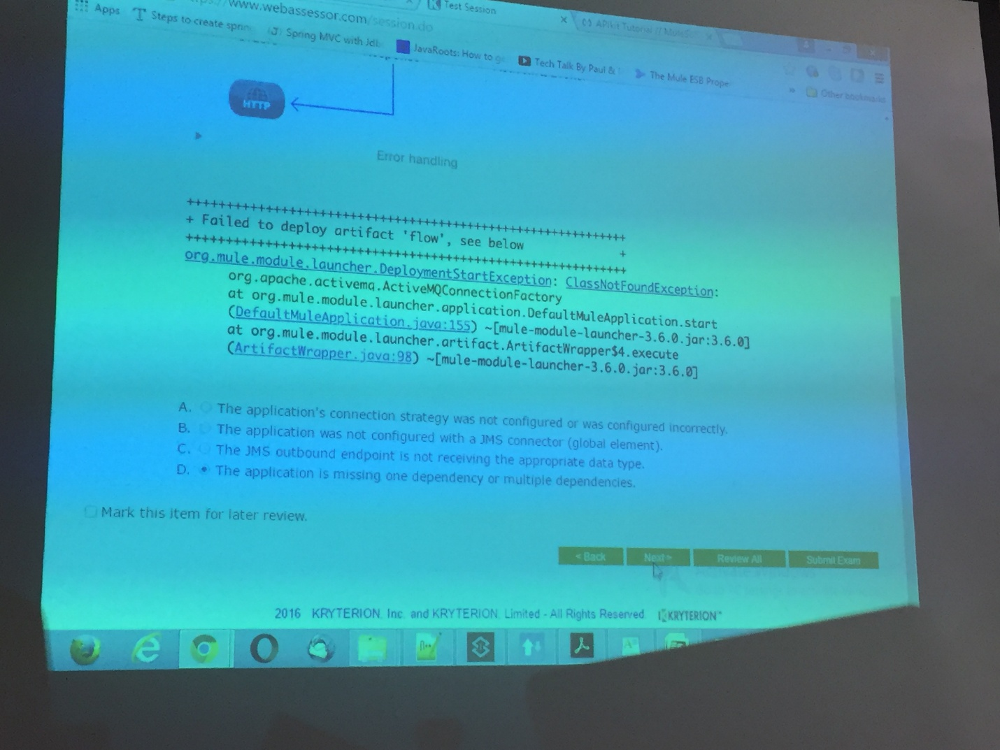 www.webassessor.com/session.do
Test Session
Apps
Steps to create spring
Spring MVC with Jdb
JavaRoots: How to ge
Tech Talk By Paul &
The Mule ESB Prope
Other bookmarks
HTTP
Error handling
++++++++++++++++++++++++++++++++++++++++++++++++++++++++++++++
+ Failed to deploy artifact 'flow', see below +
++++++++++++++++++++++++++++++++++++++++++++++++++++++++++++++
org.mule.module.launcher.DeploymentStartException: ClassNotFoundException:
org.apache.activemq.ActiveMQConnectionFactory
at org.mule.module.launcher.application.DefaultMuleApplication.start
(DefaultMuleApplication.java:155) ~[mule-module-launcher-3.6.0.jar:3.6.0]
at org.mule.module.launcher.artifact.ArtifactWrapper$4.execute
(ArtifactWrapper.java:98) ~[mule-module-launcher-3.6.0.jar:3.6.0]
A. The application's connection strategy was not configured or was configured incorrectly.
B. The application was not configured with a JMS connector (global element).
C. The JMS outbound endpoint is not receiving the appropriate data type.
D. The application is missing one dependency or multiple dependencies.
Mark this item for later review.
< Back
Next >
Review All
Submit Exam
2016 KRYTERION, Inc. and KRYTERION, Limited - All Rights Reserved. KRYTERION